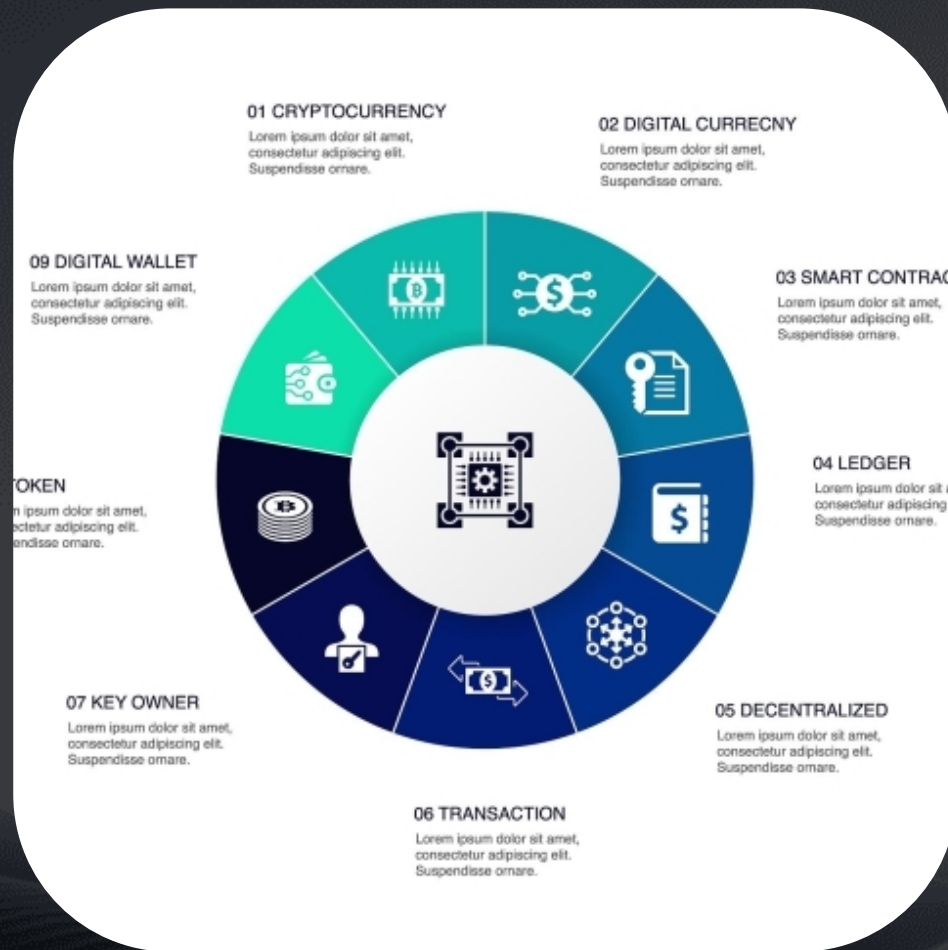 01 CRYPTOCURRENCY
Lorem ipsum dolor sit amet,
consectetur adipiscing elit.
Suspendisse ornare.
02 DIGITAL CURRECNY
Lorem ipsum dolor sit amet,
consectetur adipiscing elit.
Suspendisse ornare.
03 SMART CONTRAC
Lorem ipsum dolor sit amet,
consectetur adipiscing elit.
Suspendisse ornare.
04 LEDGER
Lorem ipsum dolor sit
consectetur adipiscing
Suspendisse ornare.
05 DECENTRALIZED
Lorem ipsum dolor sit amet,
consectetur adipiscing elit.
Suspendisse ornare.
06 TRANSACTION
Lorem ipsum dolor sit amet,
consectetur adipiscing elit.
Suspendisse ornare.
07 KEY OWNER
Lorem ipsum dolor sit amet,
consectetur adipiscing elit.
Suspendisse ornare.
TOKEN
ipsum dolor sit amet,
adipiscing elit.
ornare.
09 DIGITAL WALLET
Lorem ipsum dolor sit amet,
consectetur adipiscing elit.
Suspendisse ornare.